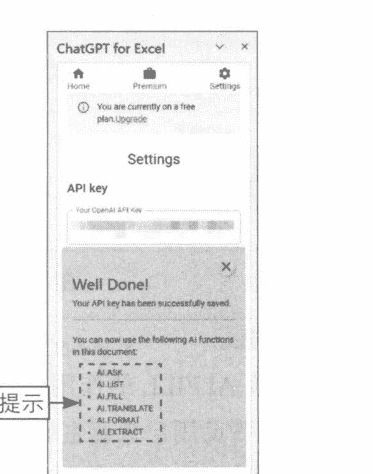 ChatGPT for Excel
Home Premium Settings
You are currently on a free
plan.Upgrade
Settings
API key
Your OpenAI API Key
Well Done!
Your API key has been successfully saved.
You can now use the following AI functions
in this document:
• AI.ASK
• AI.LIST
• AI.FILL
• AI.TRANSLATE
• AI.FORMAT
• AI.EXTRACT
提示